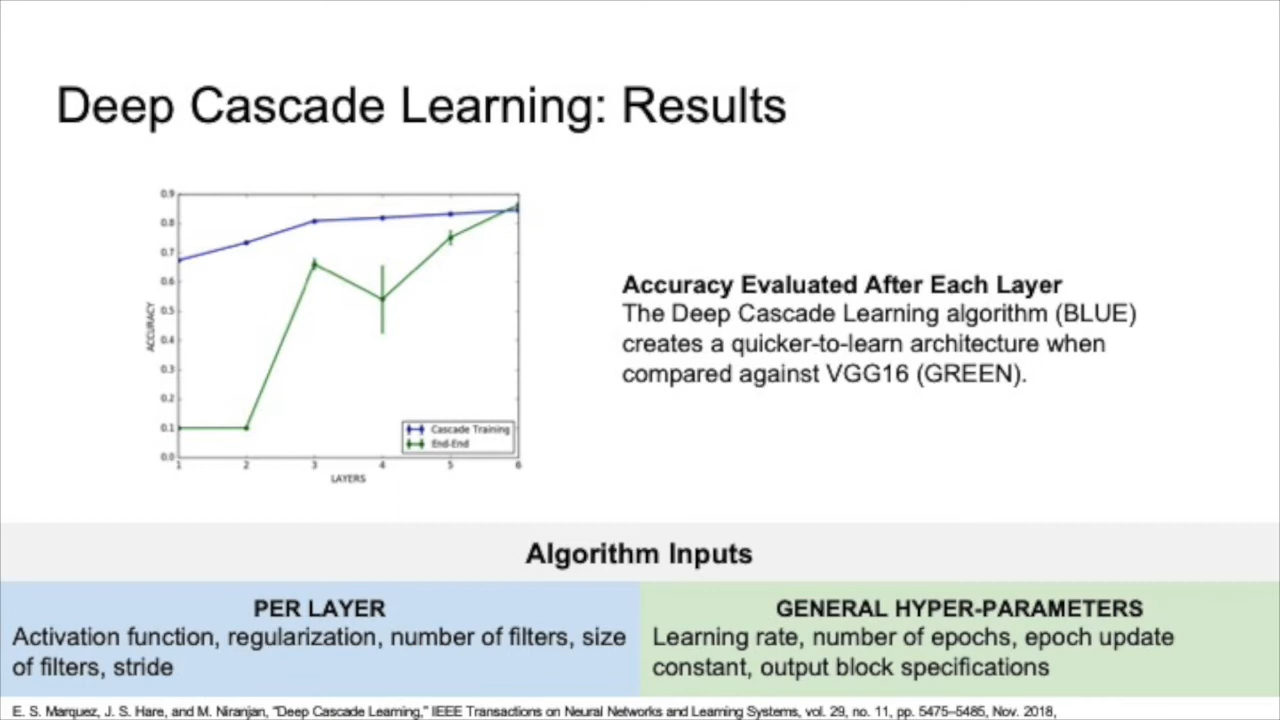 Deep Cascade Learning: Results
0.9
0.8
0.7
0.6
0.5
0.4
0.3
0.2
0.1
0.0
ACCURACY
1 2 3 4 5 6
LAYERS
Cascade Training
End-End
Accuracy Evaluated After Each Layer
The Deep Cascade Learning algorithm (BLUE)
creates a quicker-to-learn architecture when
compared against VGG16 (GREEN).
Algorithm Inputs
PER LAYER
Activation function, regularization, number of filters, size
of filters, stride
GENERAL HYPER-PARAMETERS
Learning rate, number of epochs, epoch update
constant, output block specifications
E. S. Marquez, J. S. Hare, and M. Niranjan, “Deep Cascade Learning,” IEEE Transactions on Neural Networks and Learning Systems, vol. 29, no. 11, pp. 5475–5485, Nov. 2018,